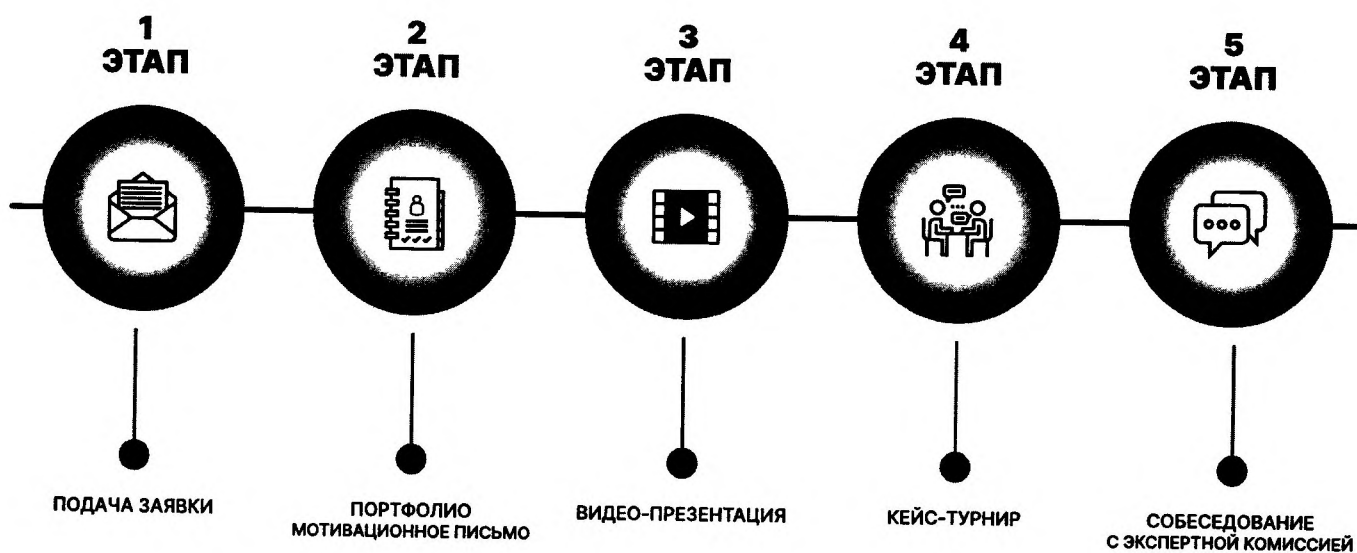 1
ЭТАП
2
ЭТАП
3
ЭТАП
4
ЭТАП
5
ЭТАП
ПОДАЧА ЗАЯВКИ
ПОРТФОЛИО
МОТИВАЦИОННОЕ ПИСЬМО
ВИДЕО-ПРЕЗЕНТАЦИЯ
КЕЙС-ТУРНИР
СОБЕСЕДОВАНИЕ
С ЭКСПЕРТНОЙ КОМИССИЕЙ